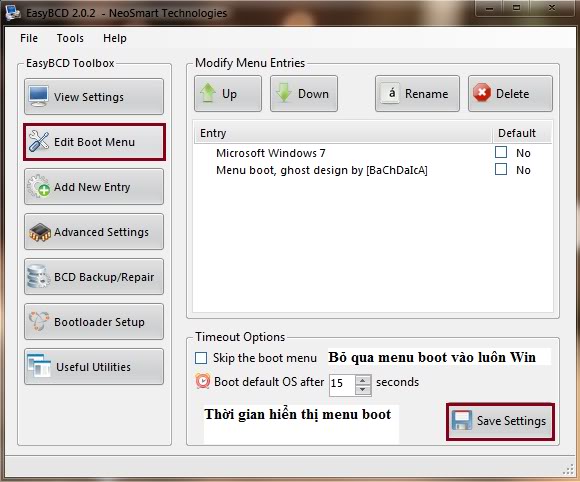 EasyBCD 2.0.2 - NeoSmart Technologies
File Tools Help
EasyBCD Toolbox
View Settings
Edit Boot Menu
Add New Entry
Advanced Settings
BCD Backup/Repair
Bootloader Setup
Useful Utilities
Modify Menu Entries
Up Down á Rename Delete
Entry Default
Microsoft Windows 7 No
Menu boot, ghost design by [BaChDaIcA] No
Timeout Options
Skip the boot menu Bỏ qua menu boot vào luôn Win
Boot default OS after 15 seconds
Thời gian hiển thị menu boot
Save Settings